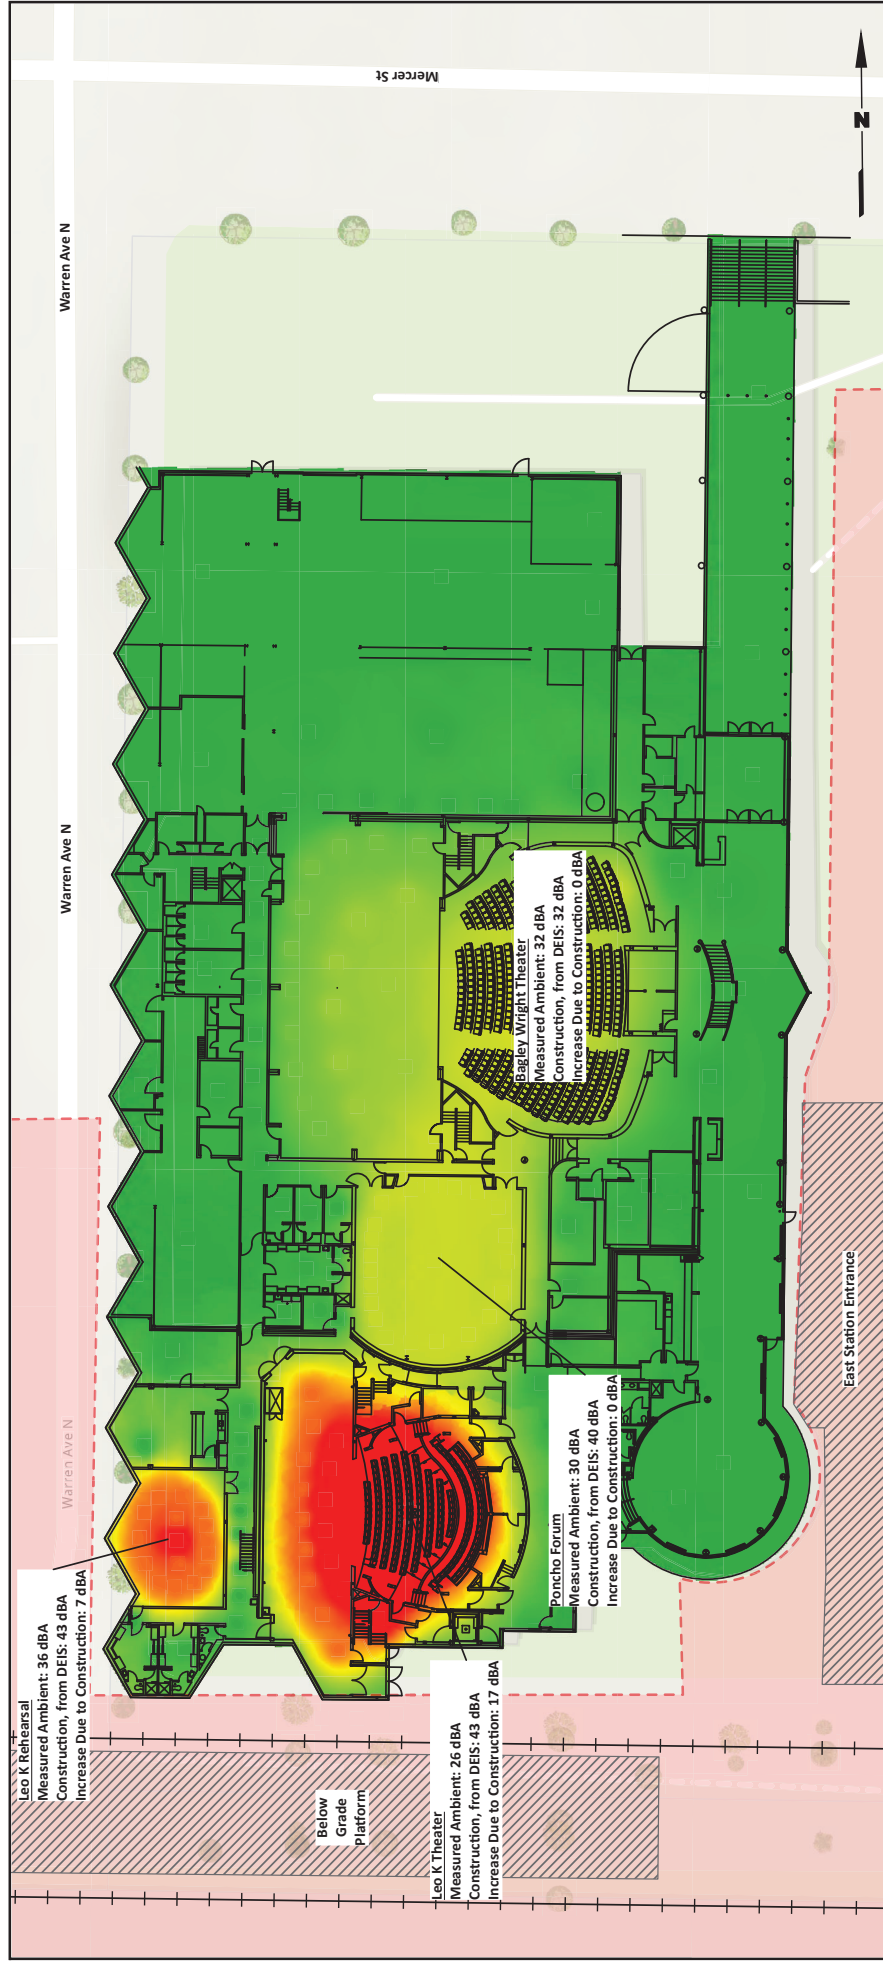 Mercer St
Warren Ave N
Warren Ave N
Warren Ave N
N
Leo K Rehearsal
Measured Ambient: 36 dBA
Construction, from DEIS: 43 dBA
Increase Due to Construction: 7 dBA
Bagley Wright Theater
Measured Ambient: 32 dBA
Construction, from DEIS: 32 dBA
Increase Due to Construction: 0 dBA
Poncho Forum
Measured Ambient: 30 dBA
Construction, from DEIS: 40 dBA
Increase Due to Construction: 0 dBA
Leo K Theater
Measured Ambient: 26 dBA
Construction, from DEIS: 43 dBA
Increase Due to Construction: 17 dBA
Below
Grade
Platform
East Station Entrance